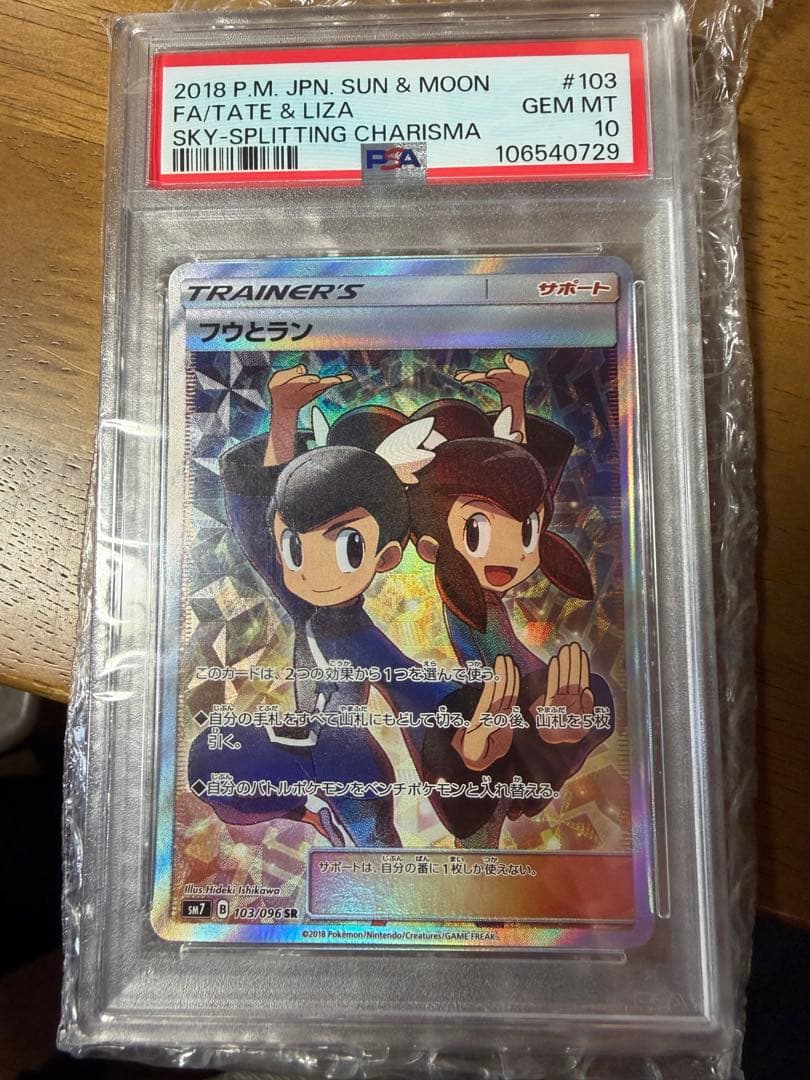 2018 P.M. JPN. SUN & MOON #103
FA/TATE & LIZA GEM MT
SKY-SPLITTING CHARISMA 10
PSA 106540729
TRAINER'S サポート
フウとラン
このカードは、2つの効果から1つを選んで使う。
◆自分の手札をすべて山札にもどして切る。その後、山札を5枚
引く。
◆自分のバトルポケモンをベンチポケモンと入れ替える。
サポートは、自分の番に1枚しか使えない。
Illus.Hideki Ishikawa
SM7 B 103/096 SR
©2018 Pokémon/Nintendo/Creatures/GAME FREAK.